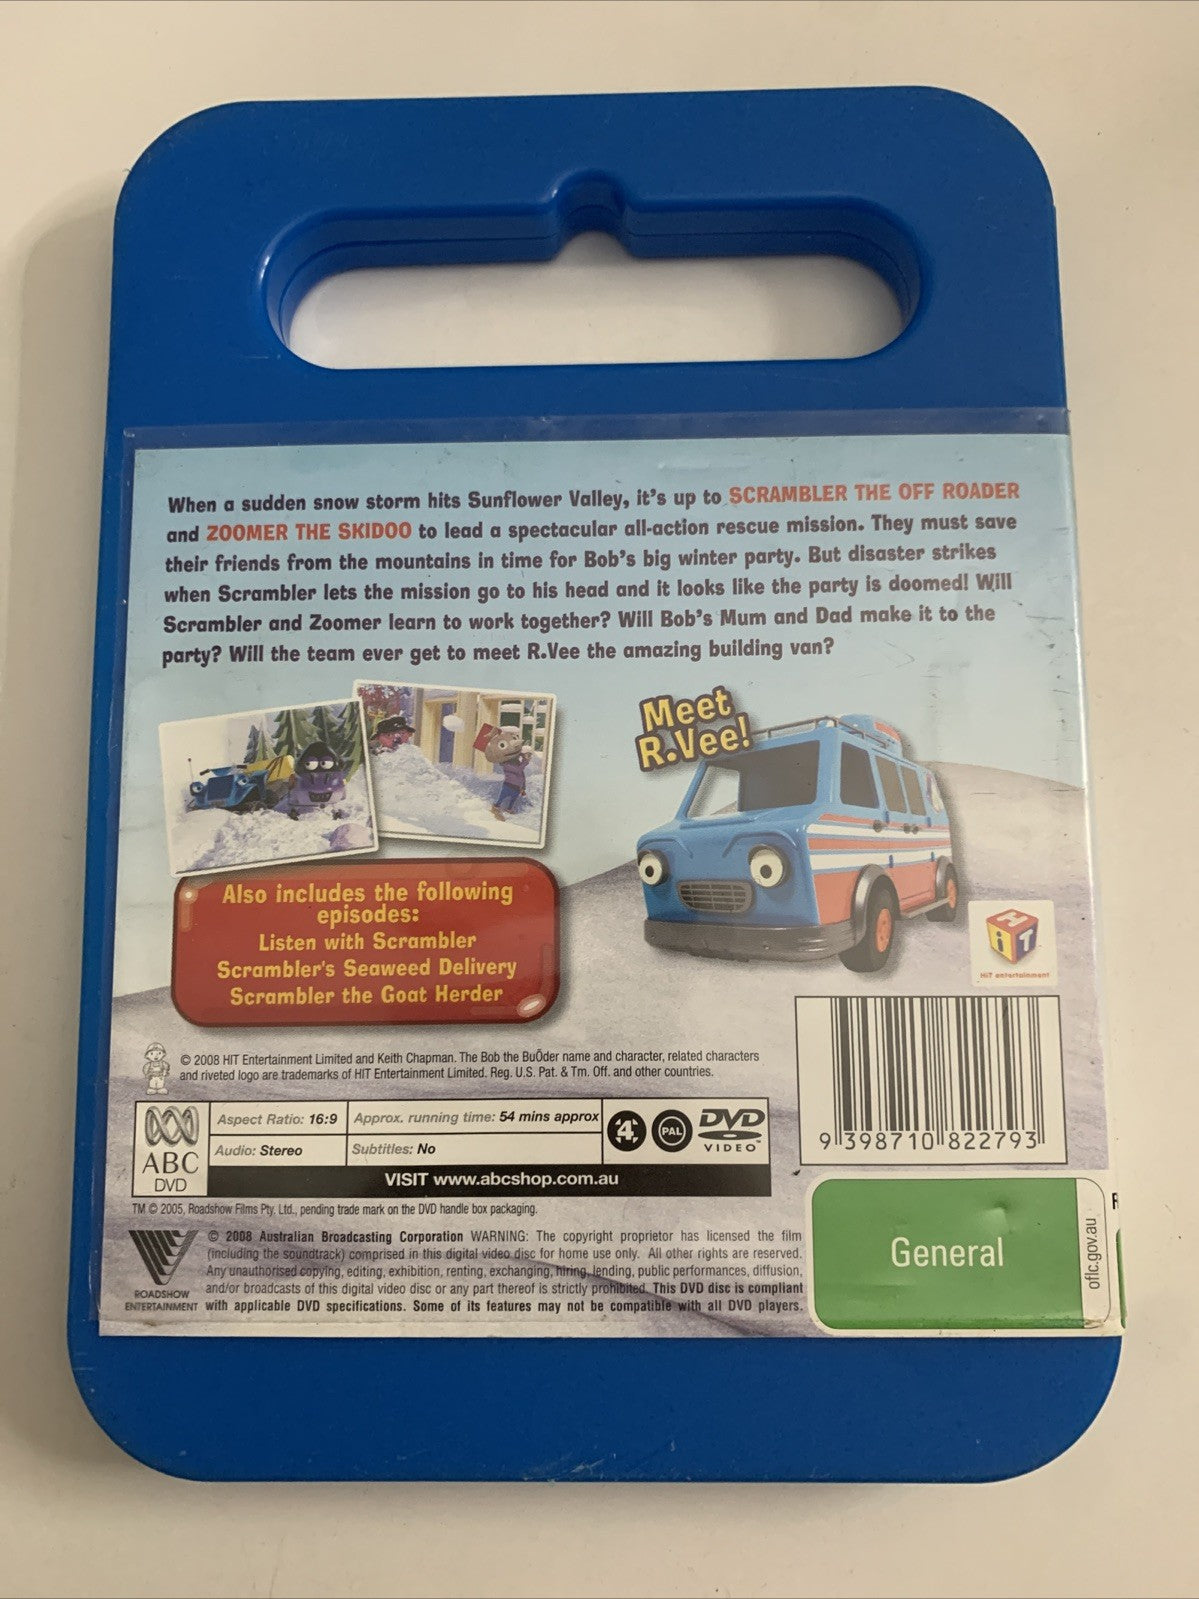 When a sudden snow storm hits Sunflower Valley, it's up to SCRAMBLER THE OFF ROADER
and ZOOMER THE SKIDOO to lead a spectacular all-action rescue mission. They must save
their friends from the mountains in time for Bob's big winter party. But disaster strikes
when Scrambler lets the mission go to his head and it looks like the party is doomed! Will
Scrambler and Zoomer learn to work together? Will Bob's Mum and Dad make it to the
party? Will the team ever get to meet R.Vee the amazing building van?
Meet
R.Vee!
Also includes the following
episodes:
Listen with Scrambler
Scrambler's Seaweed Delivery
Scrambler the Goat Herder
HiT
HiT entertainment
© 2008 HIT Entertainment Limited and Keith Chapman. The Bob the BuÕder name and character, related characters
and riveted logo are trademarks of HIT Entertainment Limited. Reg. U.S. Pat. & Tm. Off. and other countries.
ABC
DVD
Aspect Ratio: 16:9
Approx. running time: 54 mins approx
Audio: Stereo
Subtitles: No
4
PAL
DVD
VIDEO
VISIT www.abcshop.com.au
9 398710 822793
TM © 2005, Roadshow Films Pty. Ltd., pending trade mark on the DVD handle box packaging.
ROADSHOW
ENTERTAINMENT
© 2008 Australian Broadcasting Corporation WARNING: The copyright proprietor has licensed the film
(including the soundtrack) comprised in this digital video disc for home use only. All other rights are reserved.
Any unauthorised copying, editing, exhibition, renting, exchanging, hiring, lending, public performances, diffusion,
and/or broadcasts of this digital video disc or any part thereof is strictly prohibited. This DVD disc is compliant
with applicable DVD specifications. Some of its features may not be compatible with all DVD players.
General
oflc.gov.au